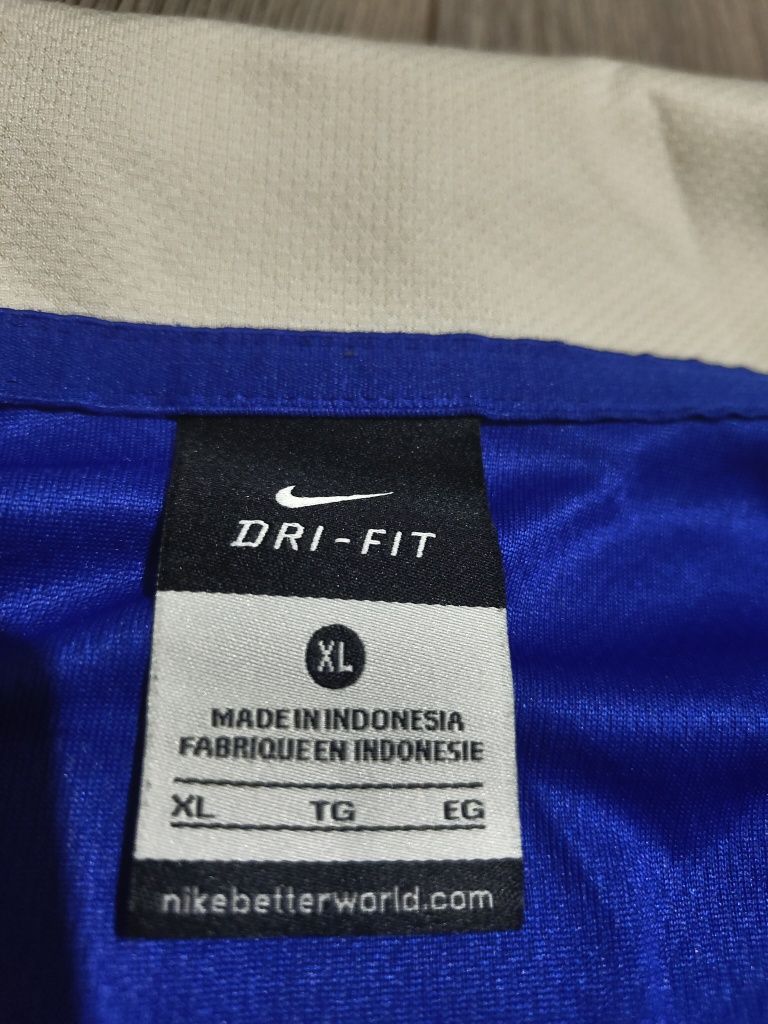 DRI-FIT
XL
MADE IN INDONESIA
FABRIQUE EN INDONESIE
XL TG EG
nikebetterworld.com